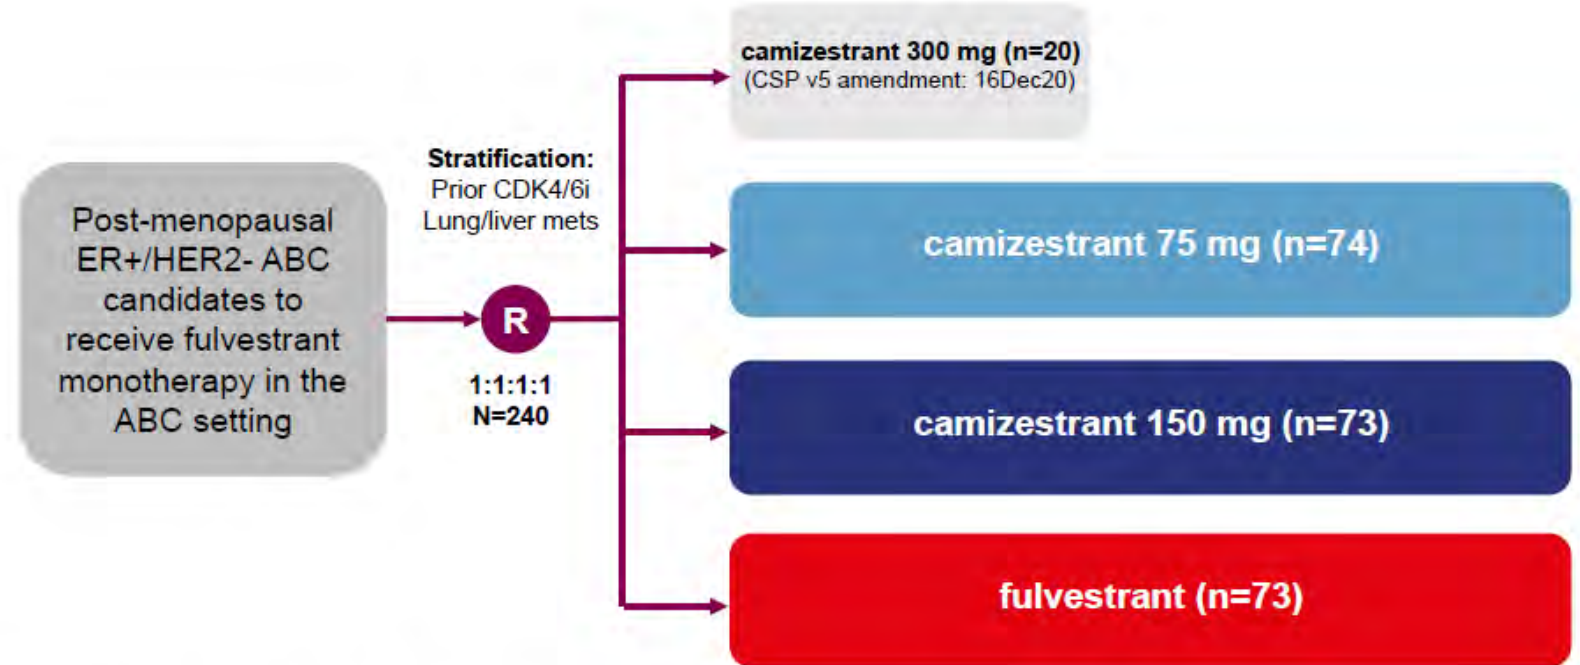 Post-menopausal
ER+/HER2- ABC
candidates to
receive fulvestrant
monotherapy in the
ABC setting
Stratification:
Prior CDK4/6i
Lung/liver mets
R
1:1:1:1
N=240
camizestrant 300 mg (n=20)
(CSP v5 amendment: 16Dec20)
camizestrant 75 mg (n=74)
camizestrant 150 mg (n=73)
fulvestrant (n=73)